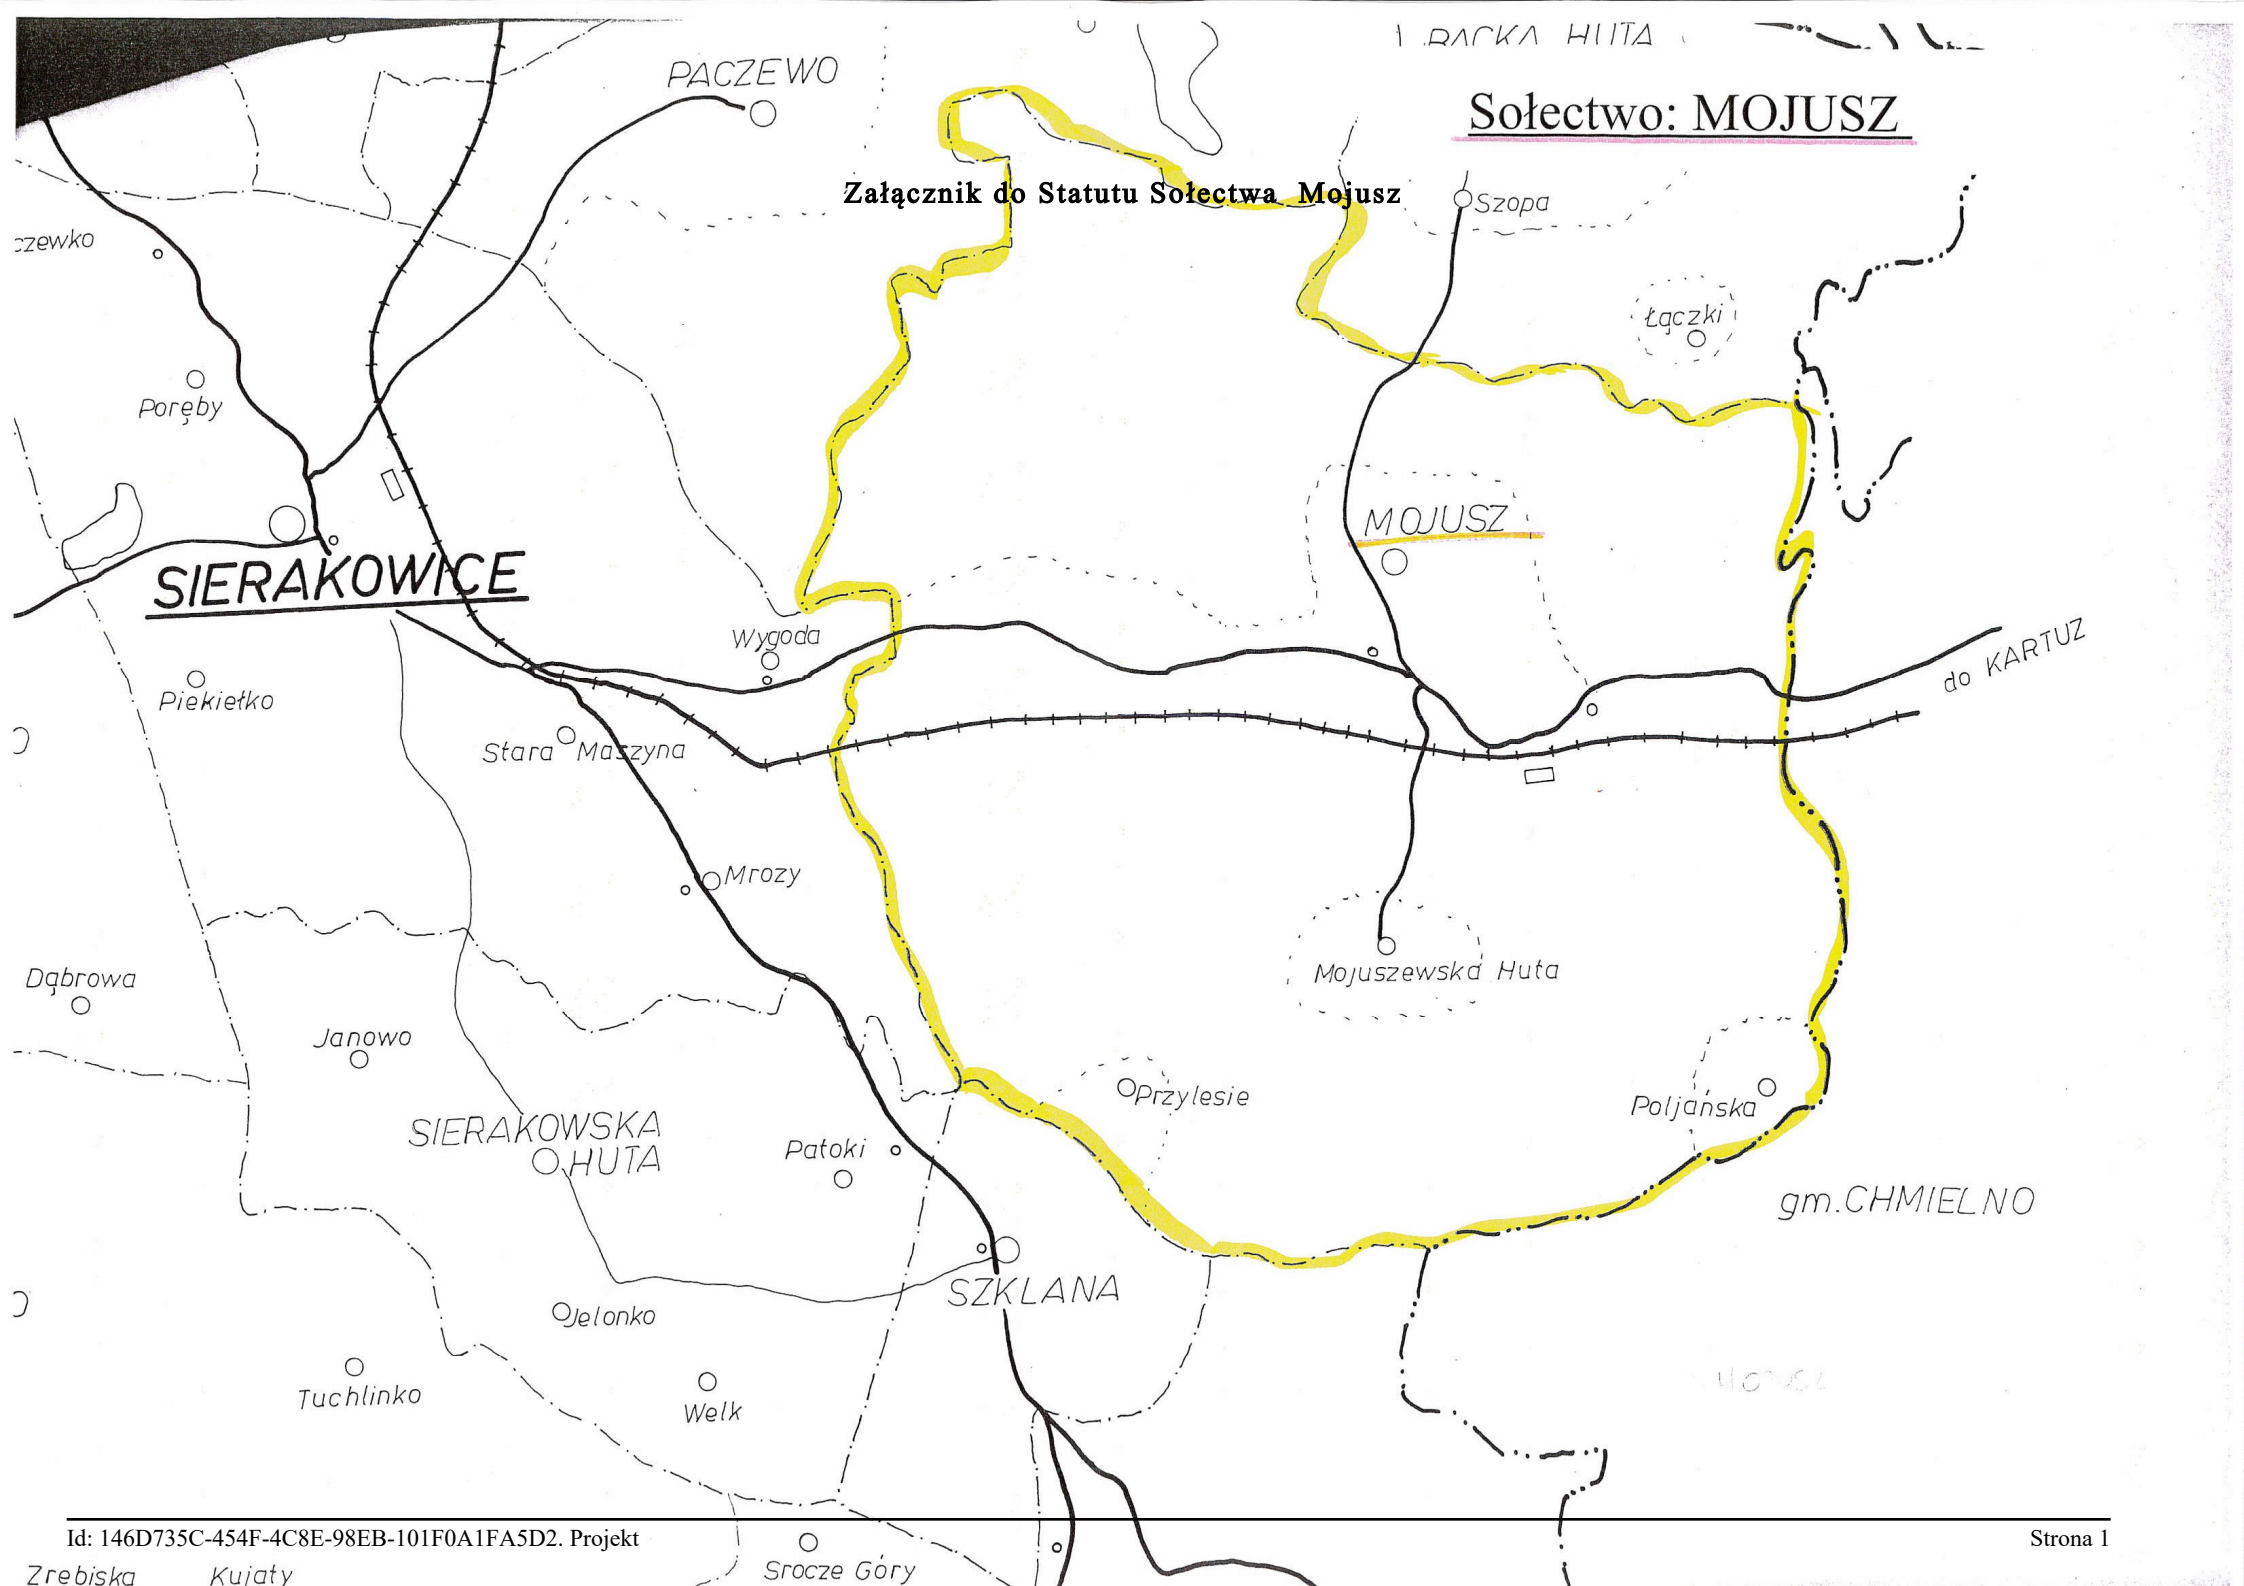 PACZEWO
Sołectwo: MOJUSZ
Załącznik do Statutu Sołectwa Mojusz
Szopa
czewko
Łączki
Poręby
MOJUSZ
SIERAKOWICE
Wygoda
do KARTUZ
Piekiełko
Stara Maszyna
Mrozy
Mojuszewska Huta
Dąbrowa
Janowo
Przylesie
Poljańska
SIERAKOWSKA
HUTA
Patoki
gm.CHMIELNO
SZKLANA
Jelonko
Tuchlinko
Welk
Id: 146D735C-454F-4C8E-98EB-101F0A1FA5D2. Projekt
Strona 1
Srocze Góry
Zrebiska
Kujaty